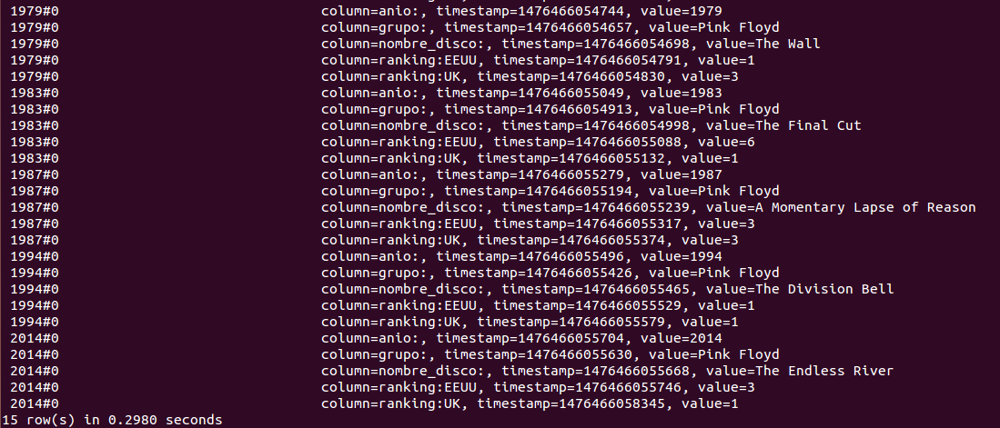 1979#0 column=anio:, timestamp=1476466054744, value=1979
1979#0 column=grupo:, timestamp=1476466054657, value=Pink Floyd
1979#0 column=nombre_disco:, timestamp=1476466054698, value=The Wall
1979#0 column=ranking:EEUU, timestamp=1476466054791, value=1
1979#0 column=ranking:UK, timestamp=1476466054830, value=3
1983#0 column=anio:, timestamp=1476466055049, value=1983
1983#0 column=grupo:, timestamp=1476466054913, value=Pink Floyd
1983#0 column=nombre_disco:, timestamp=1476466054998, value=The Final Cut
1983#0 column=ranking:EEUU, timestamp=1476466055088, value=6
1983#0 column=ranking:UK, timestamp=1476466055132, value=1
1987#0 column=anio:, timestamp=1476466055279, value=1987
1987#0 column=grupo:, timestamp=1476466055194, value=Pink Floyd
1987#0 column=nombre_disco:, timestamp=1476466055239, value=A Momentary Lapse of Reason
1987#0 column=ranking:EEUU, timestamp=1476466055317, value=3
1987#0 column=ranking:UK, timestamp=1476466055374, value=3
1994#0 column=anio:, timestamp=1476466055496, value=1994
1994#0 column=grupo:, timestamp=1476466055426, value=Pink Floyd
1994#0 column=nombre_disco:, timestamp=1476466055465, value=The Division Bell
1994#0 column=ranking:EEUU, timestamp=1476466055529, value=1
1994#0 column=ranking:UK, timestamp=1476466055579, value=1
2014#0 column=anio:, timestamp=1476466055704, value=2014
2014#0 column=grupo:, timestamp=1476466055630, value=Pink Floyd
2014#0 column=nombre_disco:, timestamp=1476466055668, value=The Endless River
2014#0 column=ranking:EEUU, timestamp=1476466055746, value=3
2014#0 column=ranking:UK, timestamp=1476466058345, value=1
15 row(s) in 0.2980 seconds